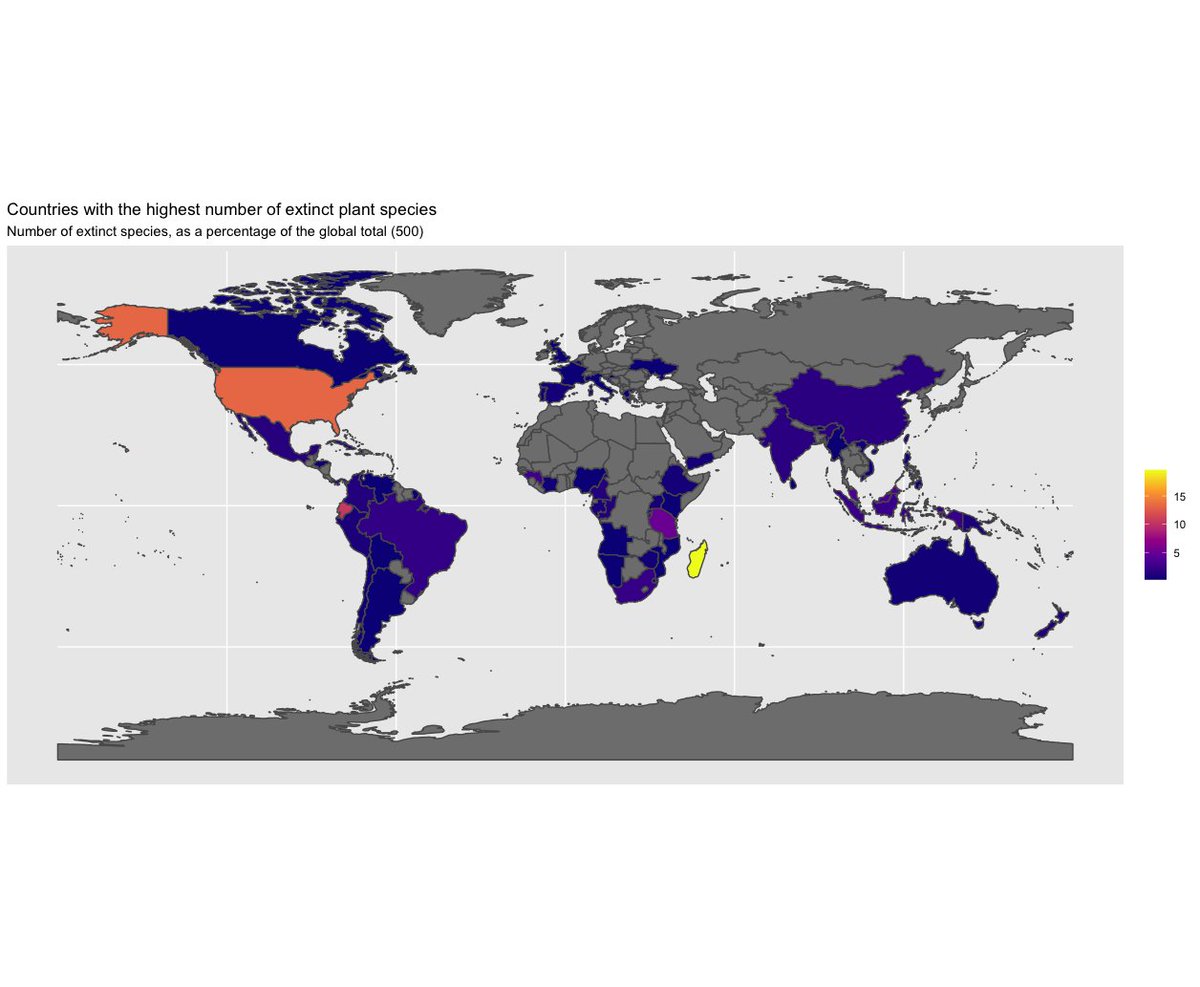 Countries with the highest number of extinct plant species
Number of extinct species, as a percentage of the global total (500)
15
10
5